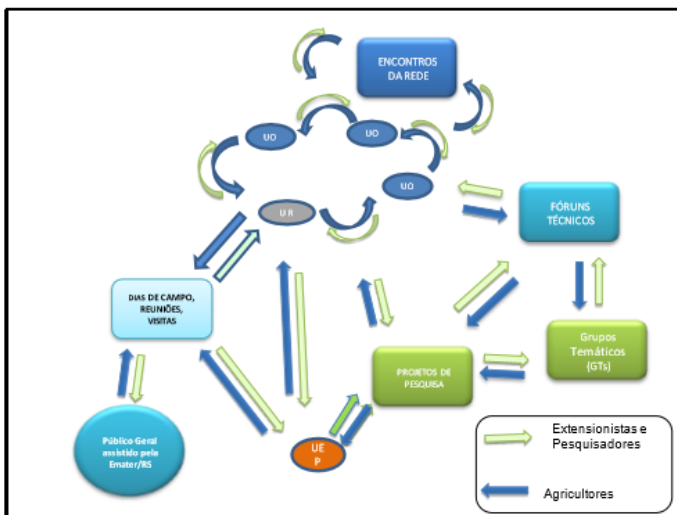 ENCONTROS
DA REDE
UO
UO
UO
UR
FÓRUNS
TÉCNICOS
DIAS DE CAMPO,
REUNIÕES,
VISITAS
Grupos
Temáticos
(GTs)
PROJETOS DE
PESQUISA
Público Geral
assistido pela
Emater/RS
UE
P
Extensionistas e
Pesquisadores
Agricultores